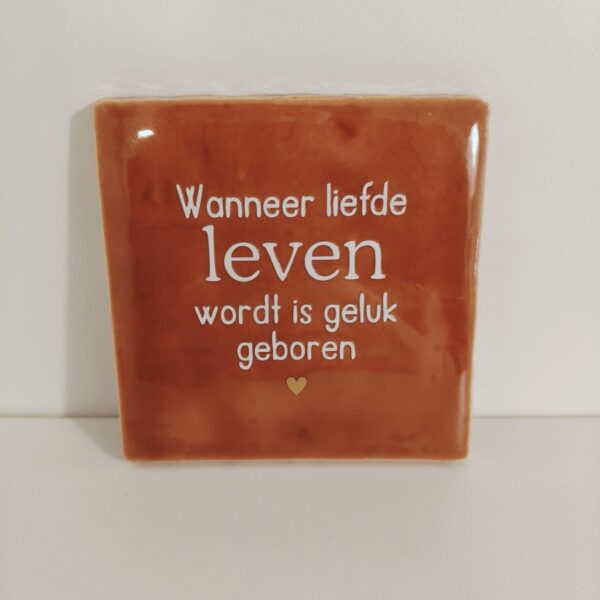 Wanneer liefde
leven
wordt is geluk
geboren